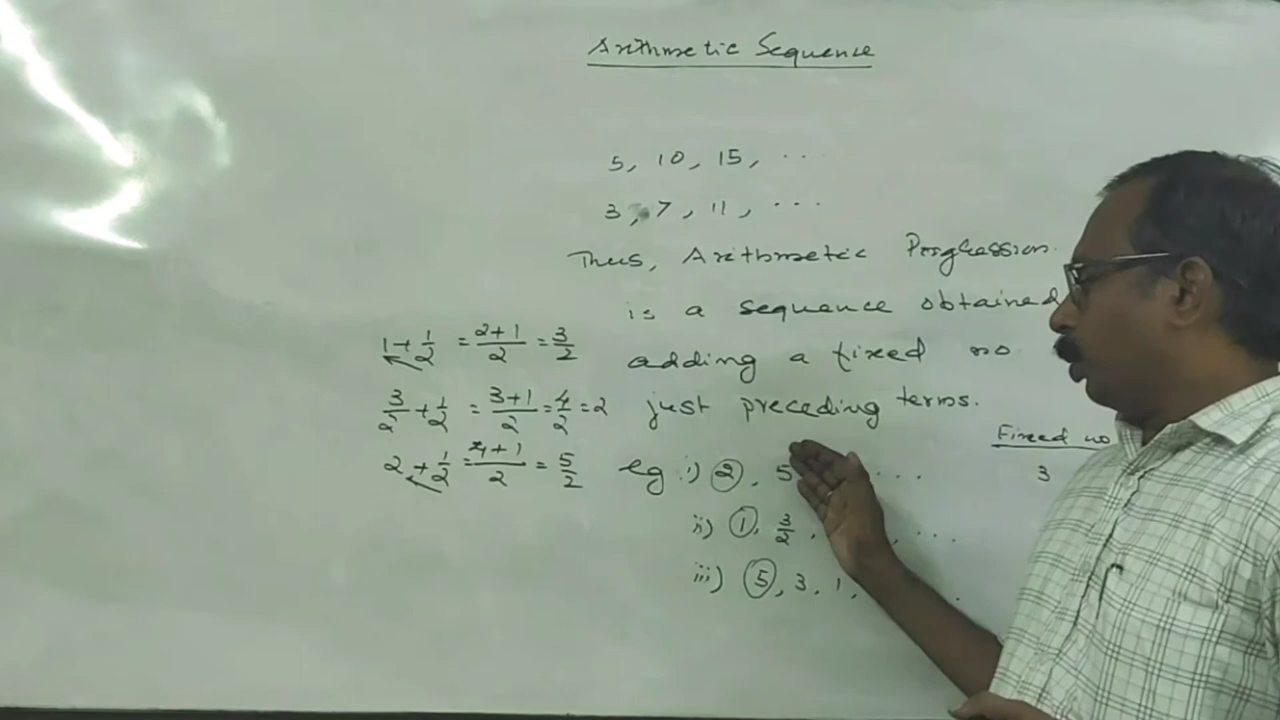 Arithmetic Sequence
5, 10, 15, ...
3, 7, 11, ...
Thus, Arithmetic Progression
is a sequence obtained
adding a fixed no
just preceding terms.
1 + 1/2 = (2+1)/2 = 3/2
3/2 + 1/2 = (3+1)/2 = 4/2 = 2
2 + 1/2 = (4+1)/2 = 5/2
Fixed no
eg i) 2, 5 ... 3
ii) 1, 3/2, , ...
iii) 5, 3, 1, .